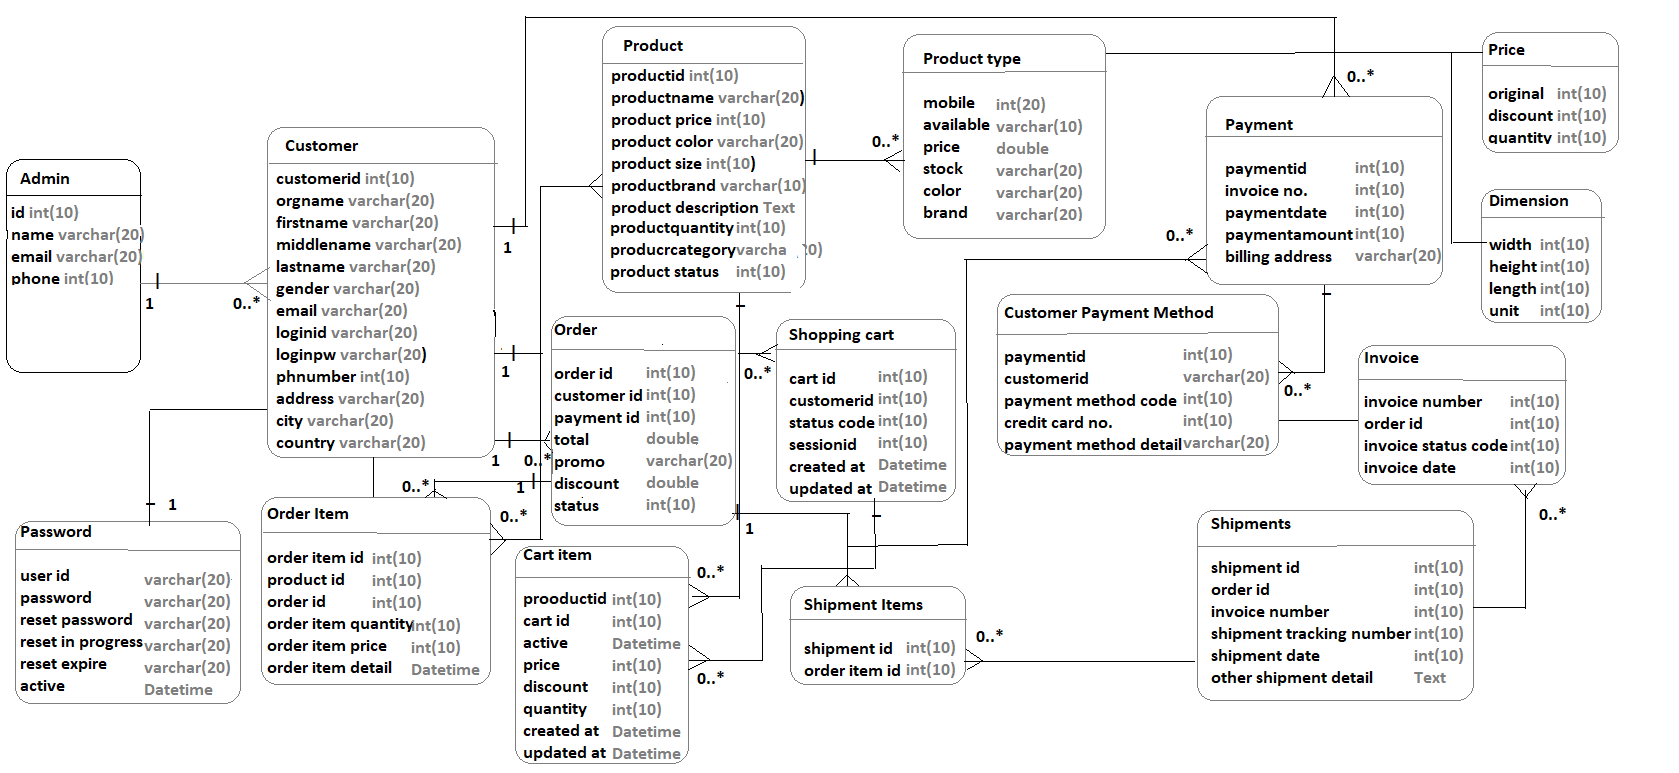 Admin
id int(10)
name varchar(20)
email varchar(20)
phone int(10)
1
0..*
Customer
customerid int(10)
orgname varchar(20)
firstname varchar(20)
middlename varchar(20)
lastname varchar(20)
gender varchar(20)
email varchar(20)
loginid varchar(20)
loginpw varchar(20)
phnumber int(10)
address varchar(20)
city varchar(20)
country varchar(20)
1
1
1
0..*
1
Product
productid int(10)
productname varchar(20)
product price int(10)
product color varchar(20)
product size int(10)
productbrand varchar(10)
product description Text
productquantity int(10)
producrcategory varcha 20)
product status int(10)
0..*
Product type
mobile int(20)
available varchar(10)
price double
stock varchar(20)
color varchar(20)
brand varchar(20)
0..*
Payment
paymentid int(10)
invoice no. int(10)
paymentdate int(10)
paymentamount int(10)
billing address varchar(20)
0..*
Price
original int(10)
discount int(10)
quantity int(10)
Dimension
width int(10)
height int(10)
length int(10)
unit int(10)
Order
order id int(10)
customer id int(10)
payment id int(10)
total double
promo varchar(20)
discount double
status int(10)
1
1
0..*
Shopping cart
cart id int(10)
customerid int(10)
status code int(10)
sessionid int(10)
created at Datetime
updated at Datetime
Customer Payment Method
paymentid int(10)
customerid varchar(20)
payment method code int(10)
credit card no. int(10)
payment method detail varchar(20)
0..*
Invoice
invoice number int(10)
order id int(10)
invoice status code int(10)
invoice date int(10)
0..*
Password
user id varchar(20)
password varchar(20)
reset password varchar(20)
reset in progress varchar(20)
reset expire varchar(20)
active Datetime
0..*
0..*
Order Item
order item id int(10)
product id int(10)
order id int(10)
order item quantity int(10)
order item price int(10)
order item detail Datetime
Cart item
prooductid int(10)
cart id int(10)
active Datetime
price int(10)
discount int(10)
quantity int(10)
created at Datetime
updated at Datetime
0..*
0..*
Shipment Items
shipment id int(10)
order item id int(10)
0..*
Shipments
shipment id int(10)
order id int(10)
invoice number int(10)
shipment tracking number int(10)
shipment date int(10)
other shipment detail Text